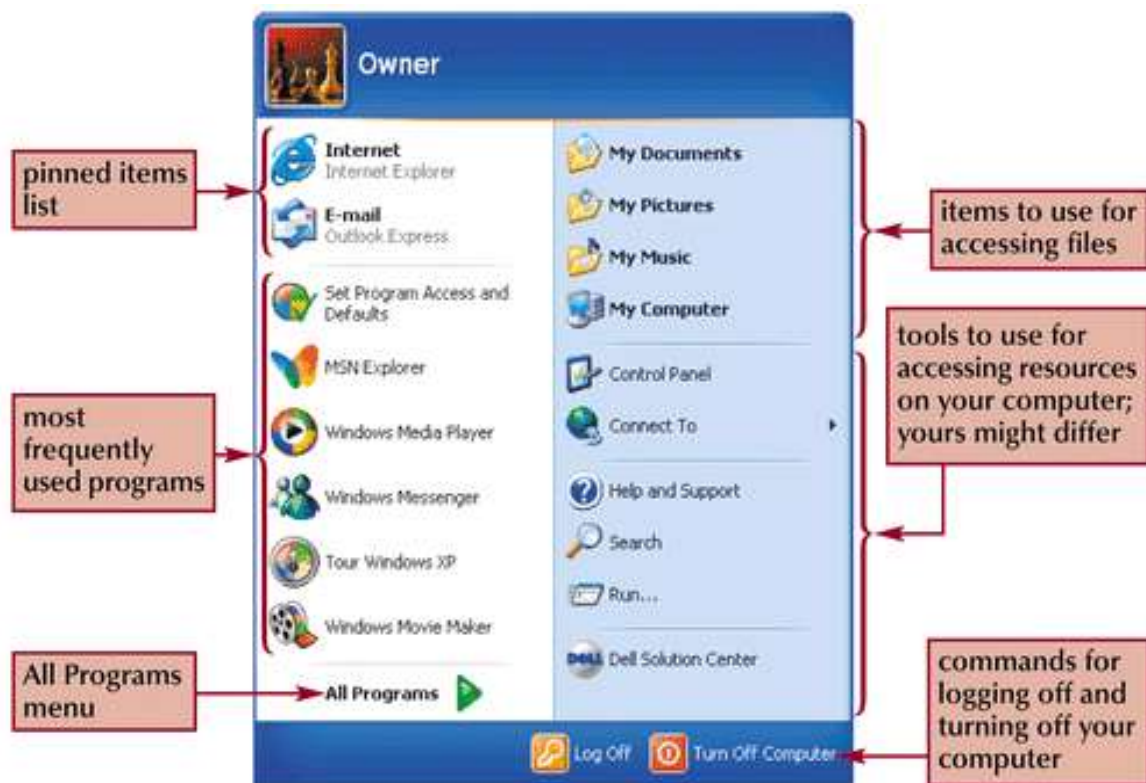 Owner
pinned items
list
Internet
Internet Explorer
E-mail
Outlook Express
most
frequently
used programs
Set Program Access and
Defaults
MSN Explorer
Windows Media Player
Windows Messenger
Tour Windows XP
Windows Movie Maker
All Programs
menu
All Programs
My Documents
My Pictures
My Music
My Computer
items to use for
accessing files
Control Panel
Connect To
Help and Support
Search
Run...
DELL Dell Solution Center
tools to use for
accessing resources
on your computer;
yours might differ
Log Off
Turn Off Computer
commands for
logging off and
turning off your
computer